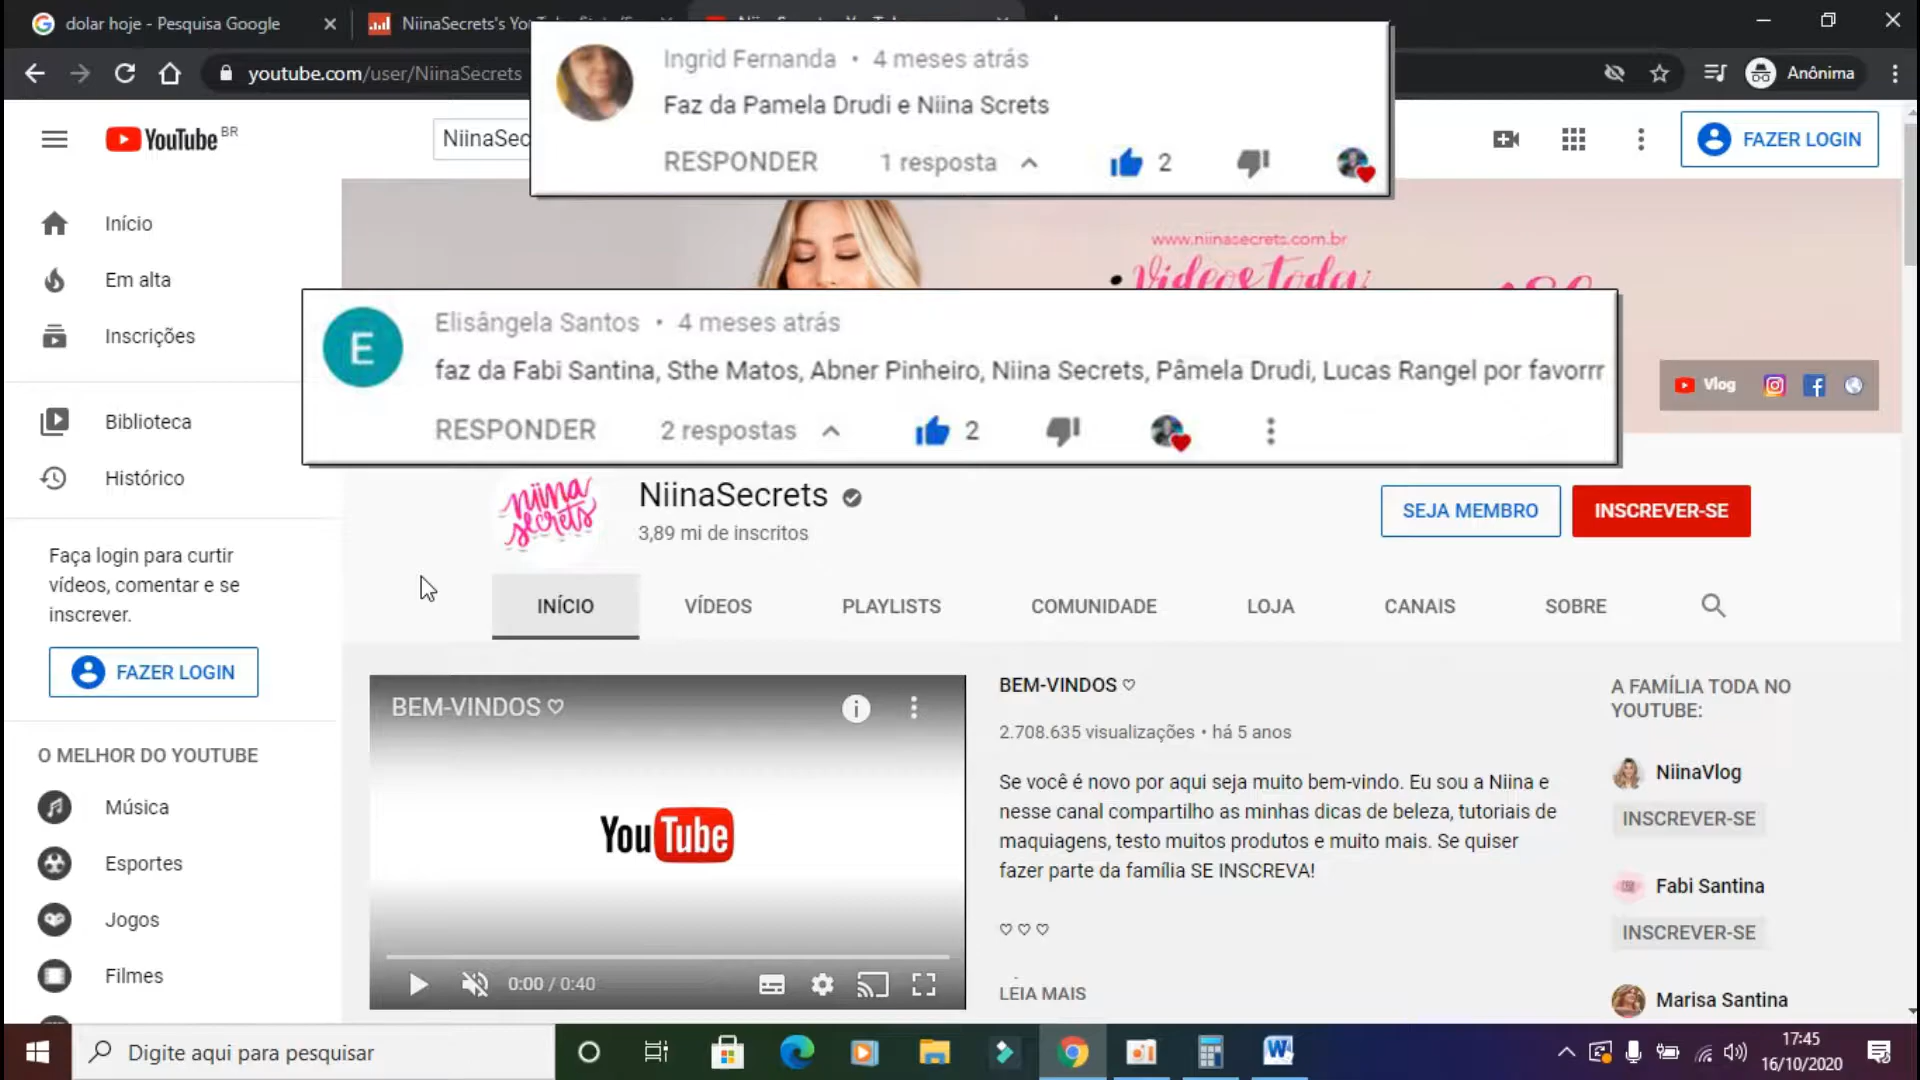 dolar hoje - Pesquisa Google
NiinaSecrets's
youtube.com/user/NiinaSecrets
Anônima
Ingrid Fernanda • 4 meses atrás
Faz da Pamela Drudi e Niina Screts
RESPONDER 1 resposta 2
YouTube BR
NiinaSec
FAZER LOGIN
Início
Em alta
Inscrições
Biblioteca
Histórico
Faça login para curtir
vídeos, comentar e se
inscrever.
FAZER LOGIN
O MELHOR DO YOUTUBE
Música
Esportes
Jogos
Filmes
www.niinasecrets.com.br
• Vídeos toda:
E
Elisângela Santos • 4 meses atrás
faz da Fabi Santina, Sthe Matos, Abner Pinheiro, Niina Secrets, Pâmela Drudi, Lucas Rangel por favorrr
RESPONDER 2 respostas 2
Vlog
niina
secrets
NiinaSecrets
3,89 mi de inscritos
SEJA MEMBRO
INSCREVER-SE
INÍCIO VÍDEOS PLAYLISTS COMUNIDADE LOJA CANAIS SOBRE
BEM-VINDOS ♡
YouTube
0:00 / 0:40
BEM-VINDOS ♡
2.708.635 visualizações • há 5 anos
Se você é novo por aqui seja muito bem-vindo. Eu sou a Niina e
nesse canal compartilho as minhas dicas de beleza, tutoriais de
maquiagens, testo muitos produtos e muito mais. Se quiser
fazer parte da família SE INSCREVA!
♡ ♡ ♡
LEIA MAIS
A FAMÍLIA TODA NO
YOUTUBE:
NiinaVlog
INSCREVER-SE
Fabi Santina
INSCREVER-SE
Marisa Santina
Digite aqui para pesquisar
17:45
16/10/2020